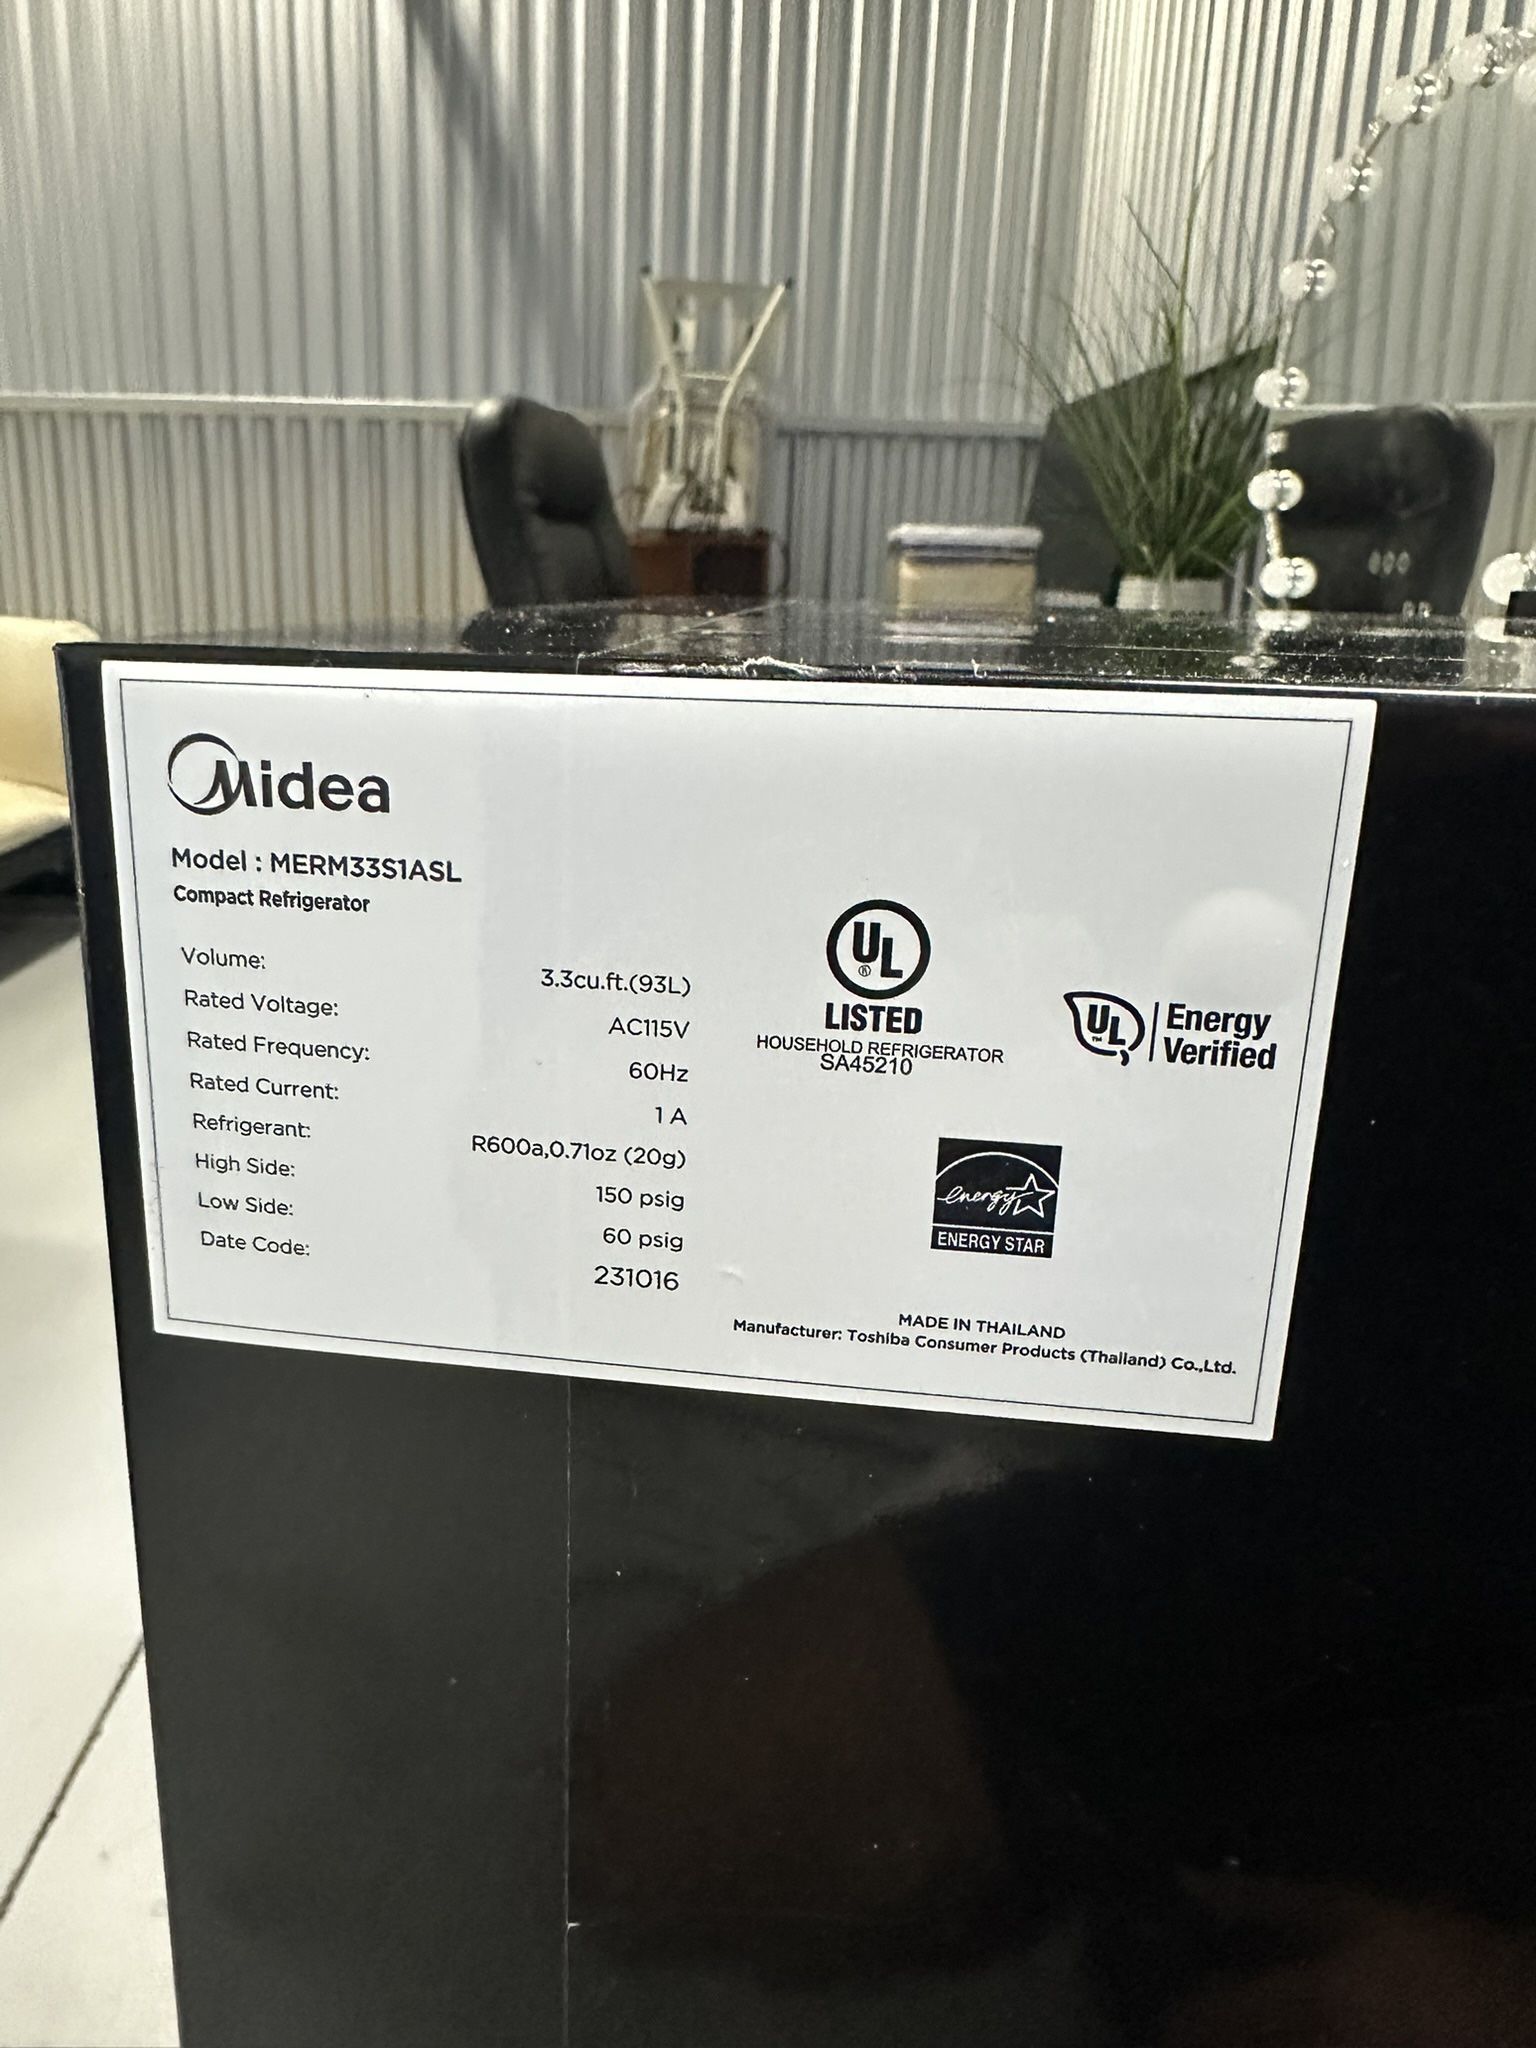 Midea
Model : MERM33S1ASL
Compact Refrigerator
Volume: 3.3cu.ft.(93L)
Rated Voltage: AC115V
Rated Frequency: 60Hz
Rated Current: 1 A
Refrigerant: R600a,0.71oz (20g)
High Side: 150 psig
Low Side: 60 psig
Date Code: 231016
UL
®
LISTED
HOUSEHOLD REFRIGERATOR
SA45210
UL
™
Energy
Verified
energy
ENERGY STAR
MADE IN THAILAND
Manufacturer: Toshiba Consumer Products (Thailand) Co.,Ltd.